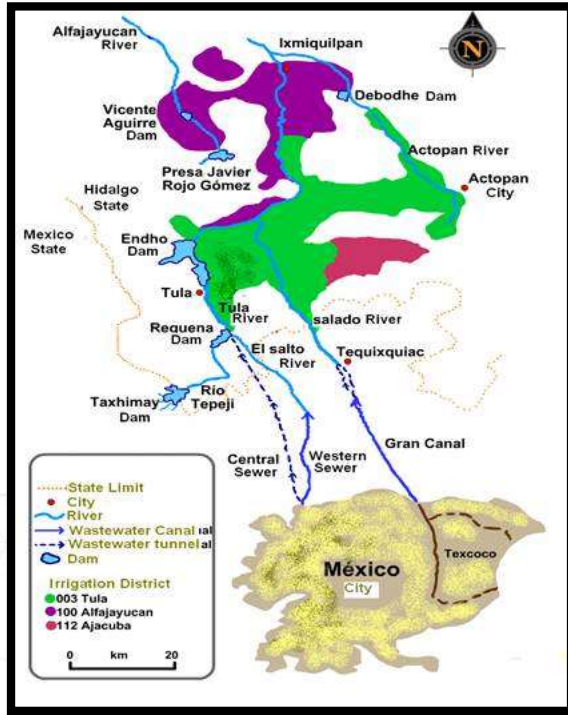 Alfajayucan
River
Ixmiquilpan
N
Vicente
Aguirre
Dam
Debodhe Dam
Presa Javier
Rojo Gómez
Actopan River
Actopan
City
Hidalgo
State
Mexico
State
Endho
Dam
Tula
Tula
River
salado River
Requena
Dam
El salto
River
Tequixquiac
Taxhimay
Dam
Río
Tepeji
Central
Sewer
Western
Sewer
Gran Canal
State Limit
City
River
Wastewater Canal al
Wastewater tunnelal
Dam
Irrigation District
003 Tula
100 Alfajayucan
112 Ajacuba
0 km 20
México
City
Texcoco